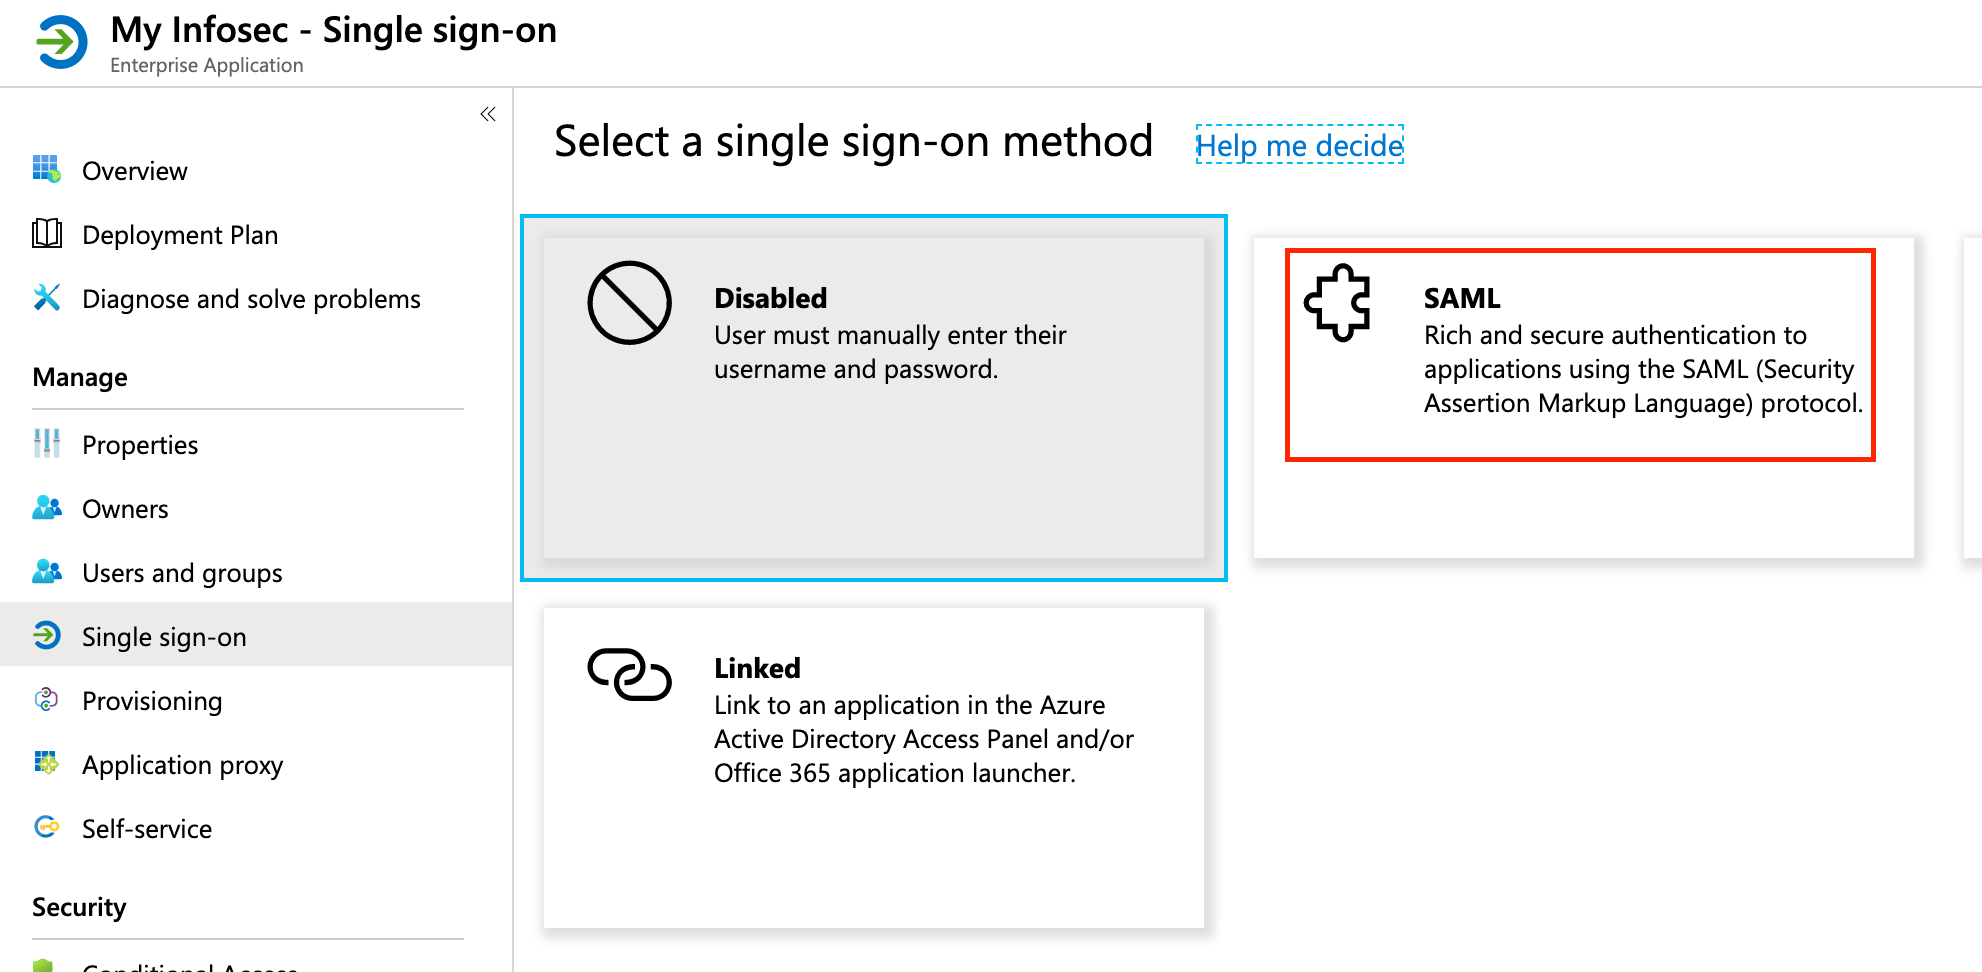 My Infosec - Single sign-on
Enterprise Application
Overview
Deployment Plan
Diagnose and solve problems
Manage
Properties
Owners
Users and groups
Single sign-on
Provisioning
Application proxy
Self-service
Security
Conditional Access
Select a single sign-on method
Help me decide
Disabled
User must manually enter their
username and password.
SAML
Rich and secure authentication to
applications using the SAML (Security
Assertion Markup Language) protocol.
Linked
Link to an application in the Azure
Active Directory Access Panel and/or
Office 365 application launcher.